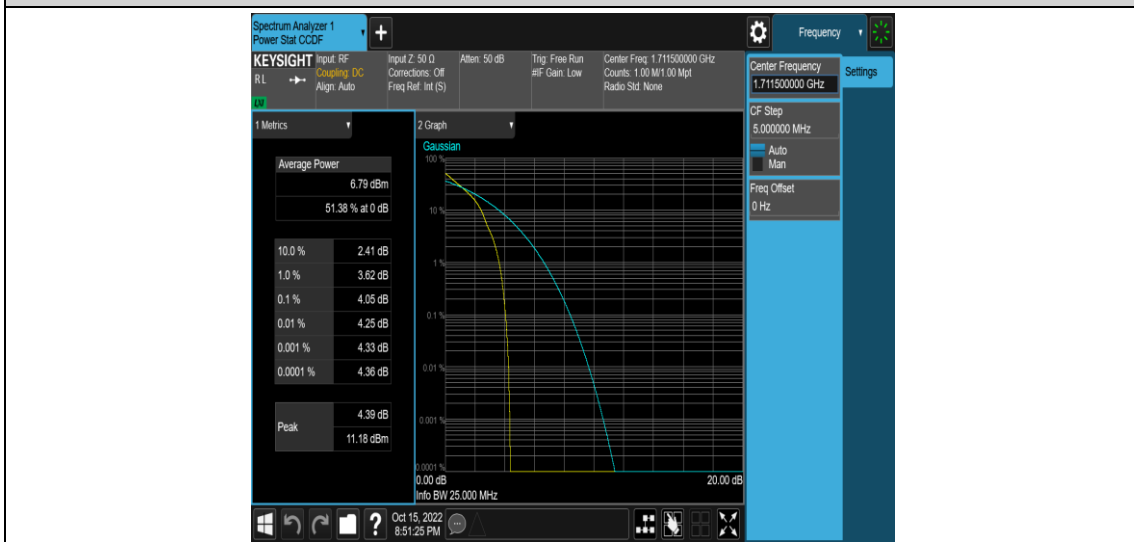 Spectrum Analyzer 1
Power Stat CCDF
+
Frequency
KEYSIGHT
RL
Input: RF
Coupling: DC
Align: Auto
Input Z: 50 Ω
Corrections: Off
Freq Ref: Int (S)
Atten: 50 dB
Trig: Free Run
#IF Gain: Low
Center Freq: 1.711500000 GHz
Counts: 1.00 M/1.00 Mpt
Radio Std: None
Center Frequency
1.711500000 GHz
Settings
CF Step
5.000000 MHz
Auto
Man
Freq Offset
0 Hz
1 Metrics
Average Power
6.79 dBm
51.38 % at 0 dB
10.0 % 2.41 dB
1.0 % 3.62 dB
0.1 % 4.05 dB
0.01 % 4.25 dB
0.001 % 4.33 dB
0.0001 % 4.36 dB
Peak
4.39 dB
11.18 dBm
2 Graph
Gaussian
100 %
10 %
1 %
0.1 %
0.01 %
0.001 %
0.0001 %
0.00 dB 20.00 dB
Info BW 25.000 MHz
?
Oct 15, 2022
8:51:25 PM